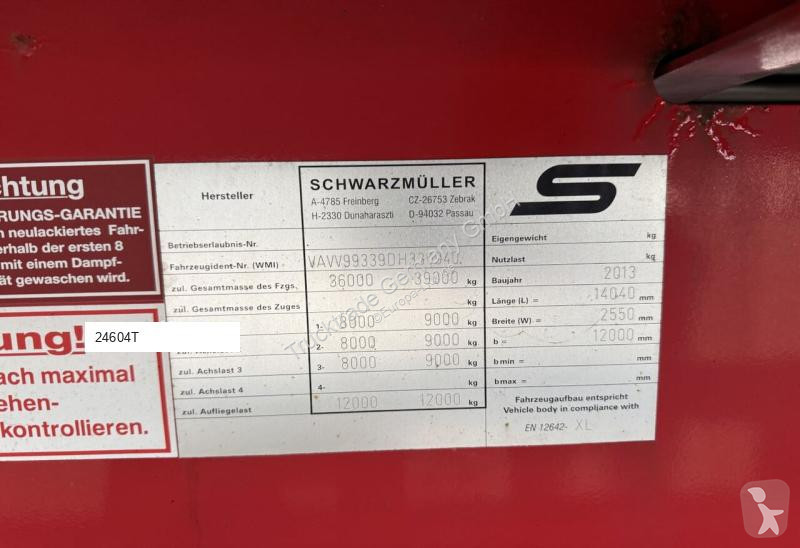 chtung
RUNGS-GARANTIE
n neulackiertes Fahr-
erhalb der ersten 8
mit einem Dampf-
ät gewaschen wird.
ung!
24604T
ach maximal
ehen-
kontrollieren.
Hersteller
SCHWARZMÜLLER
A-4785 Freinberg CZ-26753 Zebrak
H-2330 Dunaharaszti D-94032 Passau
Betriebserlaubnis-Nr.
Fahrzeugident-Nr. (WMI)
zul. Gesamtmasse des Fzgs. 36000 39000 kg
zul. Gesamtmasse des Zuges kg
1- 8000 9000 kg
2- 8000 9000 kg
zul. Achslast 3 3- 8000 9000 kg
zul. Achslast 4 4- kg
zul. Aufliegelast 12000 12000 kg
Eigengewicht kg
Nutzlast kg
Baujahr 2013
Länge (L) = 14040 mm
Breite (W) = 2550 mm
b = 12000 mm
b min = mm
b max = mm
Fahrzeugaufbau entspricht
Vehicle body in compliance with
EN 12642- XL
Trucktrade Germany GmbH